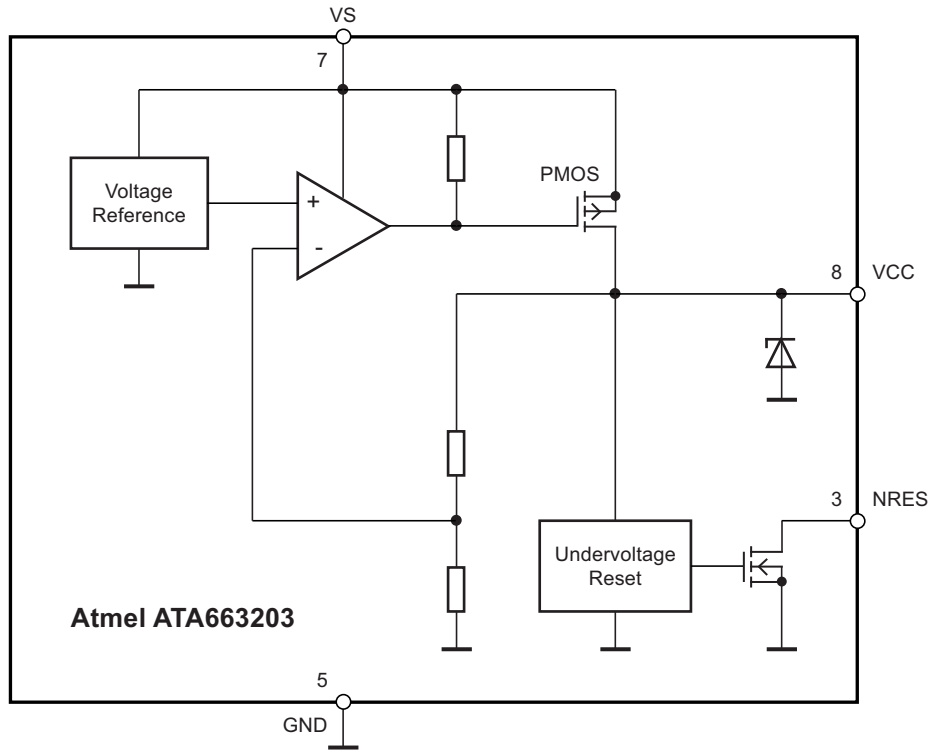 VS
7
PMOS
Voltage
Reference
+
-
8 VCC
3 NRES
Undervoltage
Reset
Atmel ATA663203
5
GND